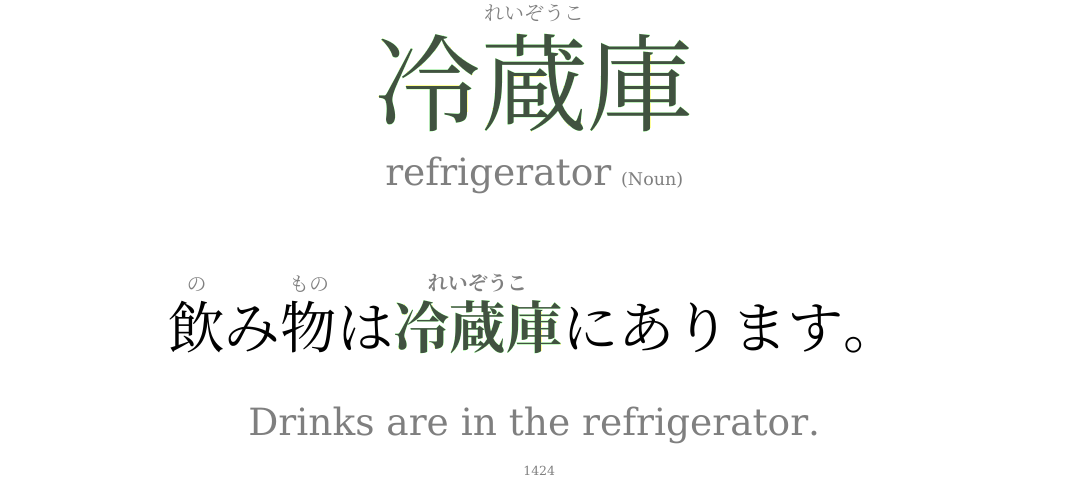 れいぞうこ
冷蔵庫
refrigerator (Noun)
の もの れいぞうこ
飲み物は冷蔵庫にあります。
Drinks are in the refrigerator.
1424